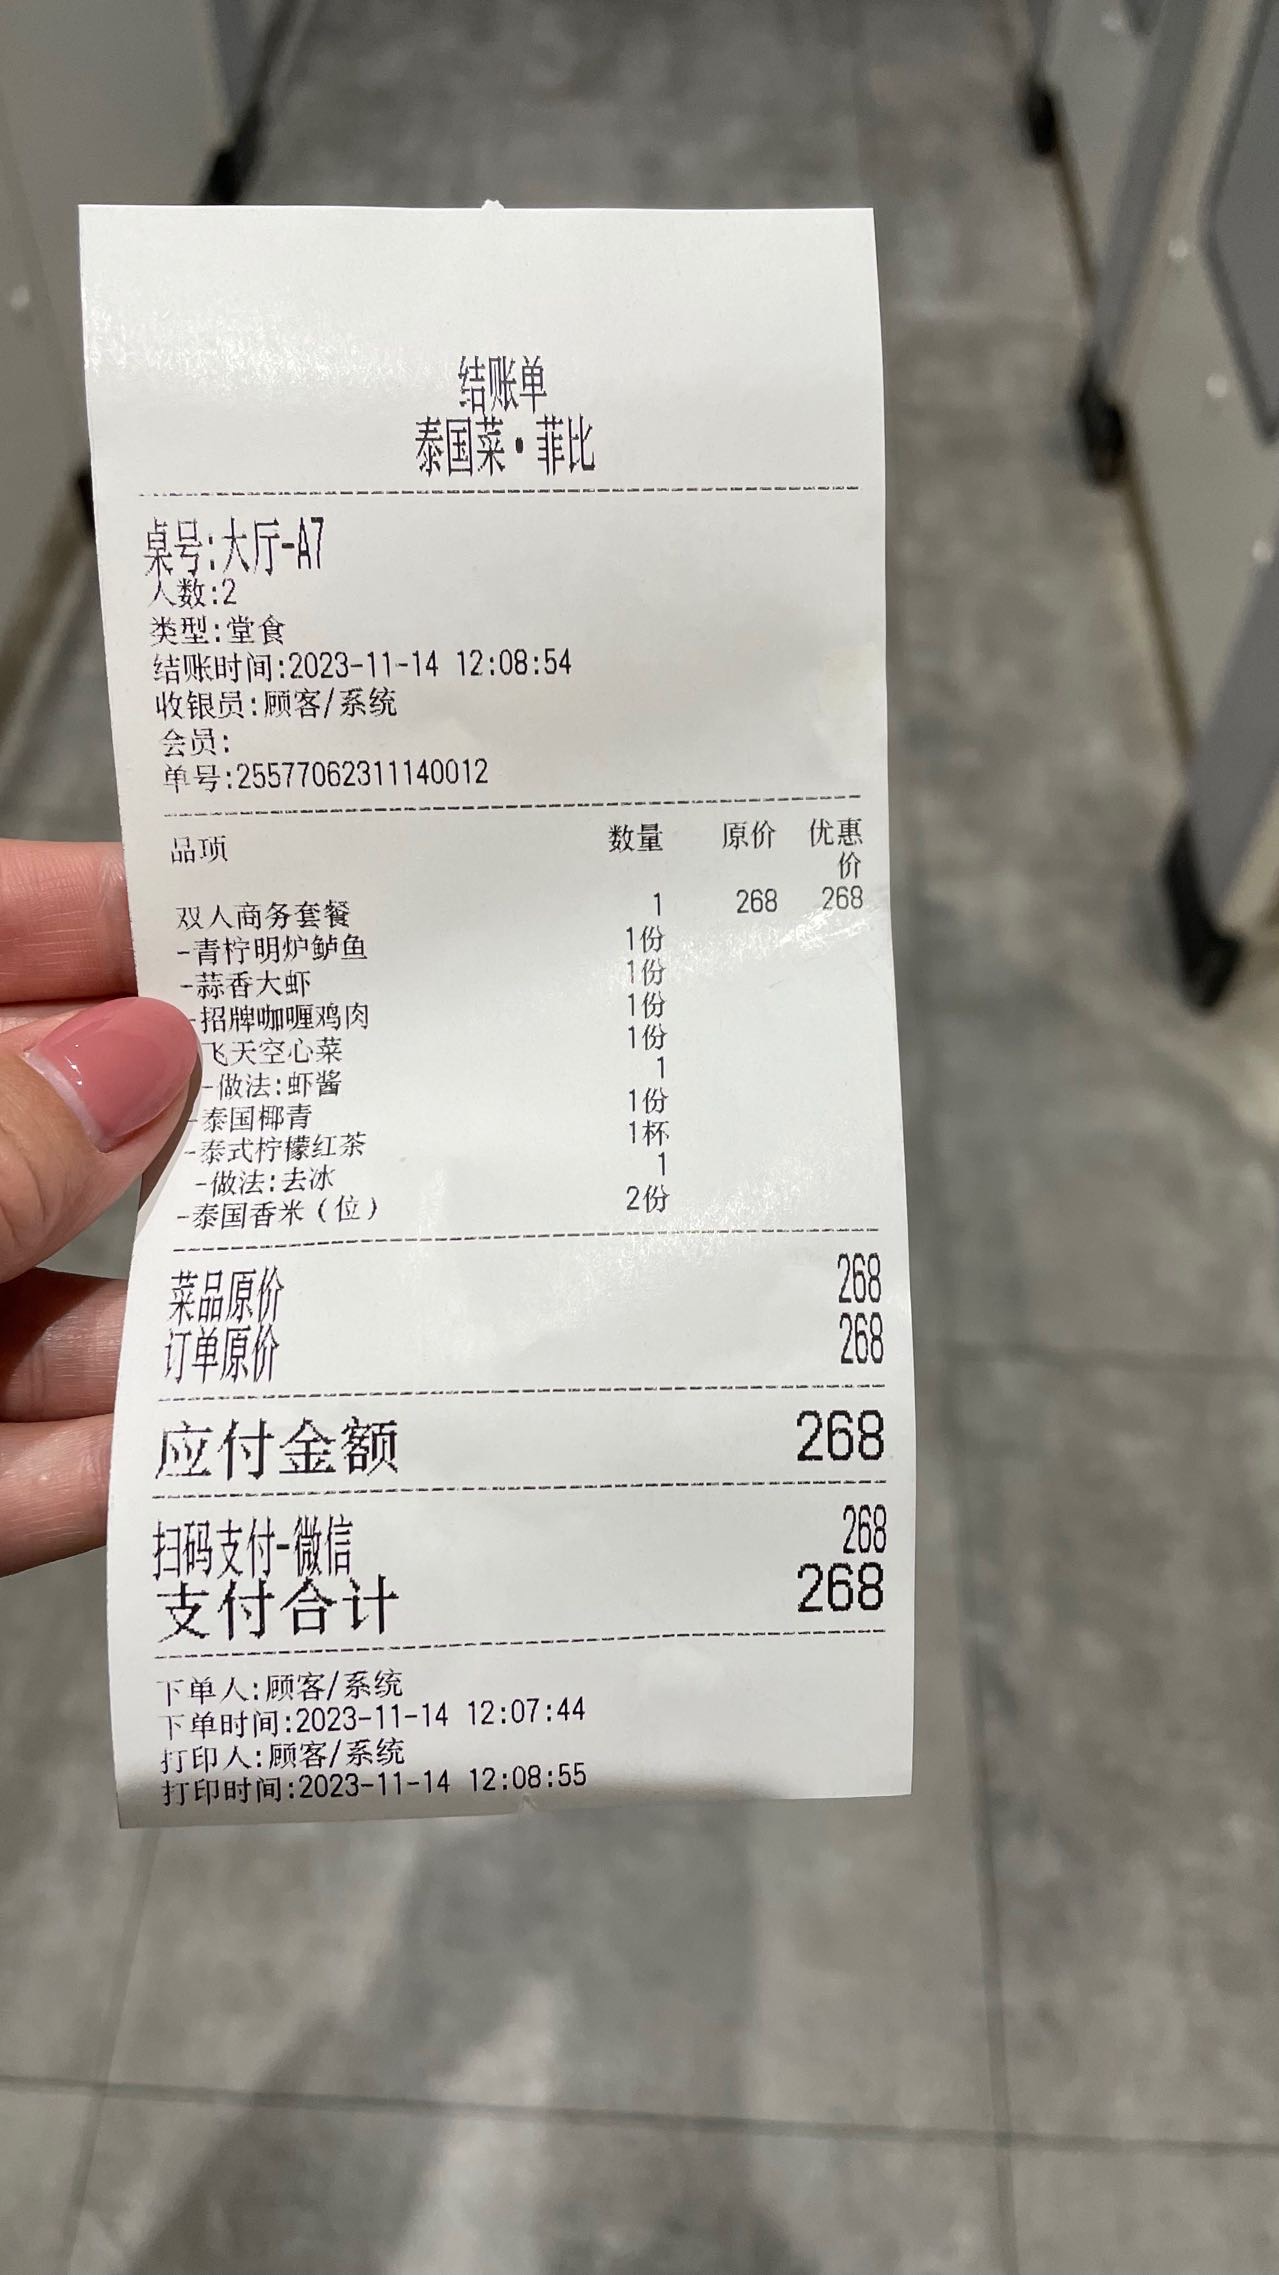 结账单
泰国菜·菲比
桌号:大厅-A7
人数:2
类型:堂食
结账时间:2023-11-14 12:08:54
收银员:顾客/系统
会员:
单号:25577062311140012
品项 数量 原价 优惠价
双人商务套餐 1 268 268
-青柠明炉鲈鱼 1份
-蒜香大虾 1份
-招牌咖喱鸡肉 1份
飞天空心菜 1份
-做法:虾酱 1
-泰国椰青 1份
-泰式柠檬红茶 1杯
-做法:去冰 1
-泰国香米(位) 2份
菜品原价 268
订单原价 268
应付金额 268
扫码支付-微信 268
支付合计 268
下单人:顾客/系统
下单时间:2023-11-14 12:07:44
打印人:顾客/系统
打印时间:2023-11-14 12:08:55